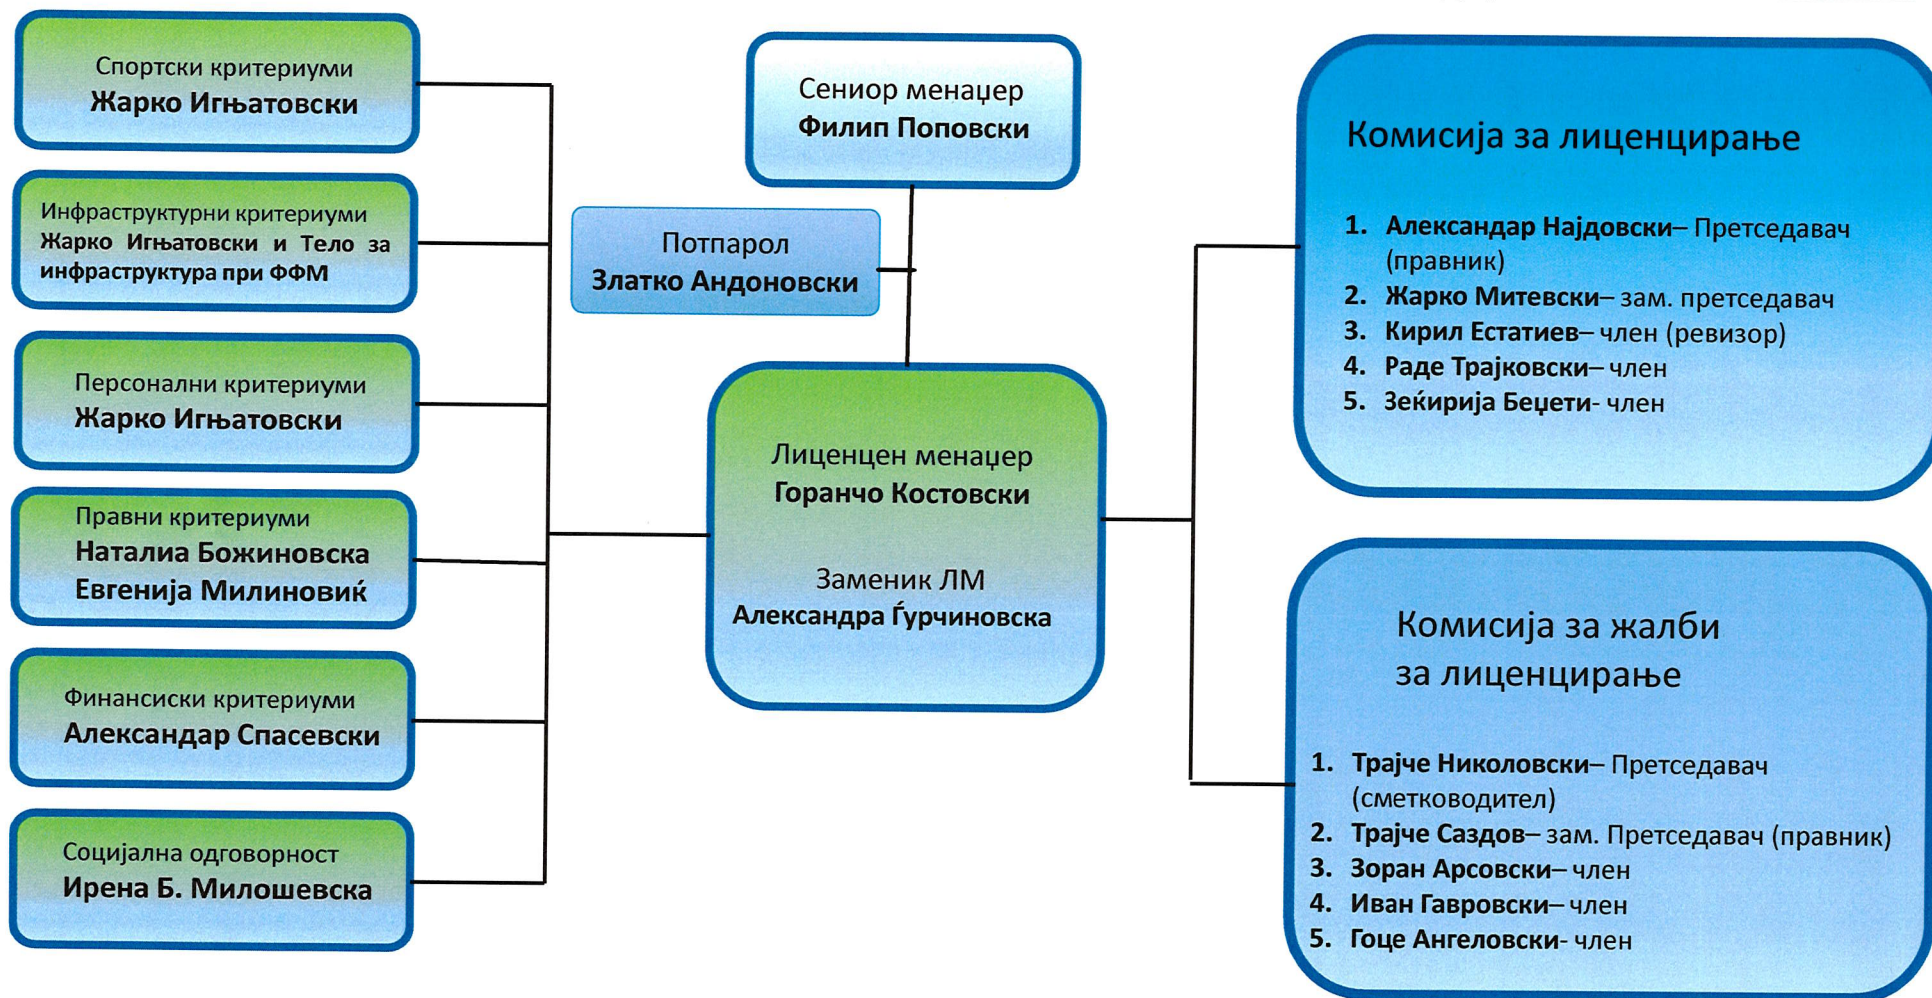 Спортски критериуми
Жарко Игњатовски
Инфраструктурни критериуми
Жарко Игњатовски и Тело за
инфраструктура при ФФМ
Персонални критериуми
Жарко Игњатовски
Правни критериуми
Наталиа Божиновска
Евгенија Милиновиќ
Финансиски критериуми
Александар Спасевски
Социјална одговорност
Ирена Б. Милошевска
Сениор менаџер
Филип Поповски
Потпарол
Златко Андоновски
Лиценцен менаџер
Горанчо Костовски
Заменик ЛМ
Александра Ѓурчиновска
Комисија за лиценцирање
1. Александар Најдовски– Претседавач
(правник)
2. Жарко Митевски– зам. претседавач
3. Кирил Естатиев– член (ревизор)
4. Раде Трајковски– член
5. Зеќирија Беџети- член
Комисија за жалби
за лиценцирање
1. Трајче Николовски– Претседавач
(сметководител)
2. Трајче Саздов– зам. Претседавач (правник)
3. Зоран Арсовски– член
4. Иван Гавровски– член
5. Гоце Ангеловски- член